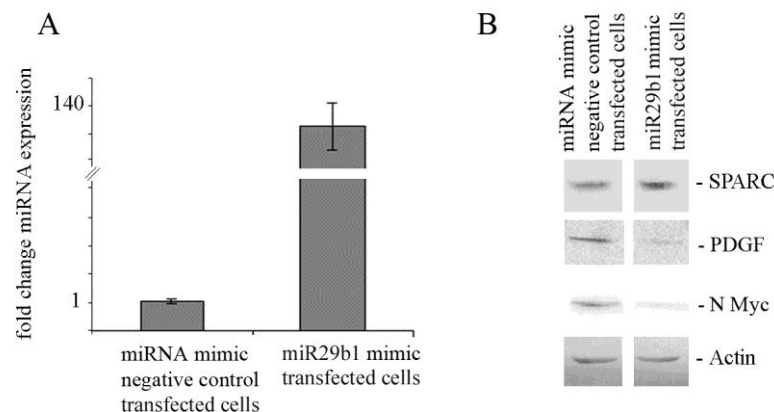 A
fold change miRNA expression
140
1
miRNA mimic
negative control
transfected cells
miR29b1 mimic
transfected cells
B
miRNA mimic
negative control
transfected cells
miR29b1 mimic
transfected cells
- SPARC
- PDGF
- N Myc
- Actin